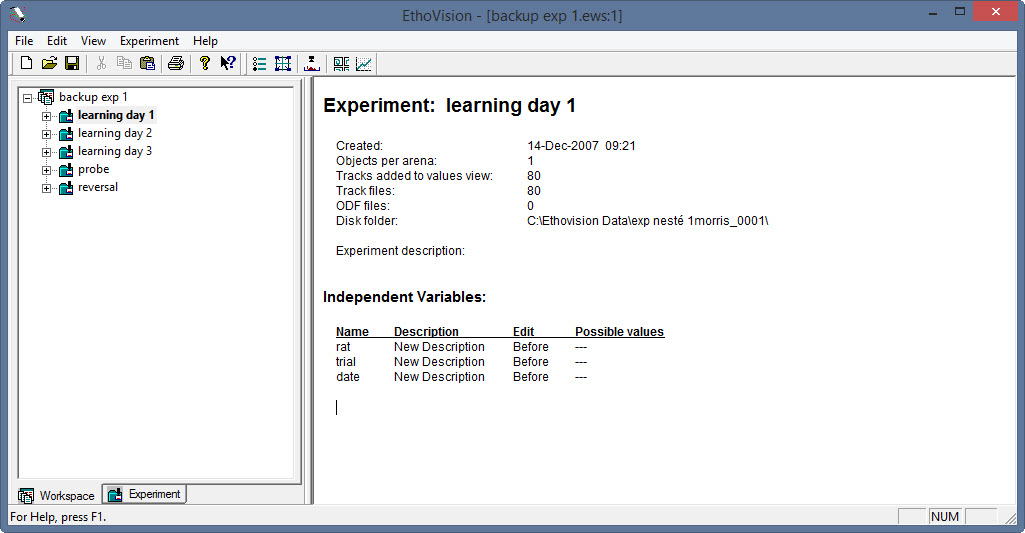 EthoVision - [backup exp 1.ews:1]
File Edit View Experiment Help
backup exp 1
learning day 1
learning day 2
learning day 3
probe
reversal
Workspace Experiment
Experiment: learning day 1
Created: 14-Dec-2007 09:21
Objects per arena: 1
Tracks added to values view: 80
Track files: 80
ODF files: 0
Disk folder: C:\Ethovision Data\exp nesté 1morris_0001\
Experiment description:
Independent Variables:
Name Description Edit Possible values
rat New Description Before ---
trial New Description Before ---
date New Description Before ---
For Help, press F1. NUM